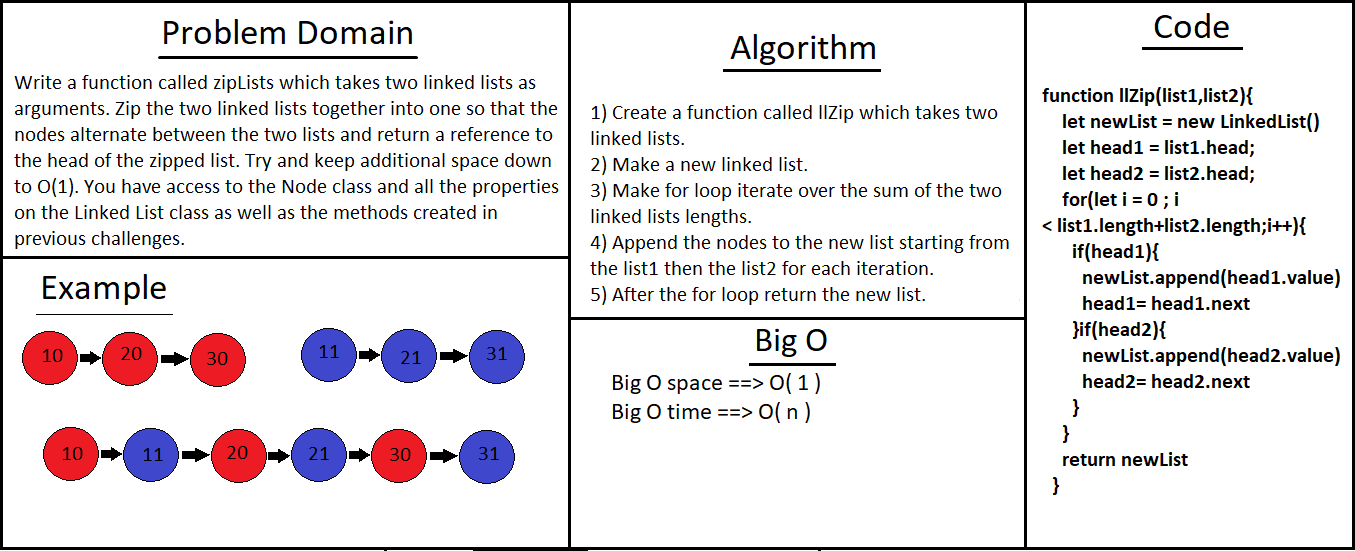 Problem Domain
Write a function called zipLists which takes two linked lists as
arguments. Zip the two linked lists together into one so that the
nodes alternate between the two lists and return a reference to
the head of the zipped list. Try and keep additional space down
to O(1). You have access to the Node class and all the properties
on the Linked List class as well as the methods created in
previous challenges.
Example
10 20 30 11 21 31
10 11 20 21 30 31
Algorithm
1) Create a function called llZip which takes two
linked lists.
2) Make a new linked list.
3) Make for loop iterate over the sum of the two
linked lists lengths.
4) Append the nodes to the new list starting from
the list1 then the list2 for each iteration.
5) After the for loop return the new list.
Big O
Big O space ==> O( 1 )
Big O time ==> O( n )
Code
function llZip(list1,list2){
let newList = new LinkedList()
let head1 = list1.head;
let head2 = list2.head;
for(let i = 0 ; i
< list1.length+list2.length;i++){
if(head1){
newList.append(head1.value)
head1= head1.next
}if(head2){
newList.append(head2.value)
head2= head2.next
}
}
return newList
}